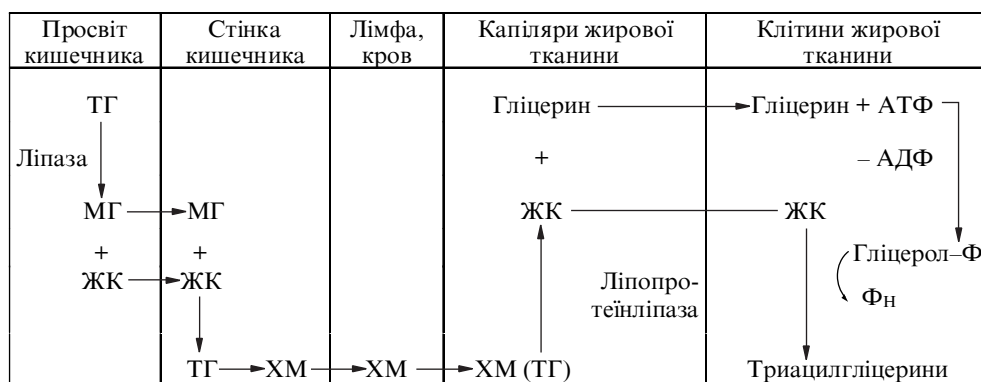 Просвіт
кишечника
Стінка
кишечника
Лімфа,
кров
Капіляри жирової
тканини
Клітини жирової
тканини
ТГ
Гліцерин
Гліцерин + АТФ
Ліпаза
+
– АДФ
МГ
МГ
ЖК
ЖК
+
+
Гліцерол–Ф
ЖК
ЖК
Ліпопро-
теїнліпаза
Фн
ТГ
ХМ
ХМ
ХМ (ТГ)
Триацилгліцерини